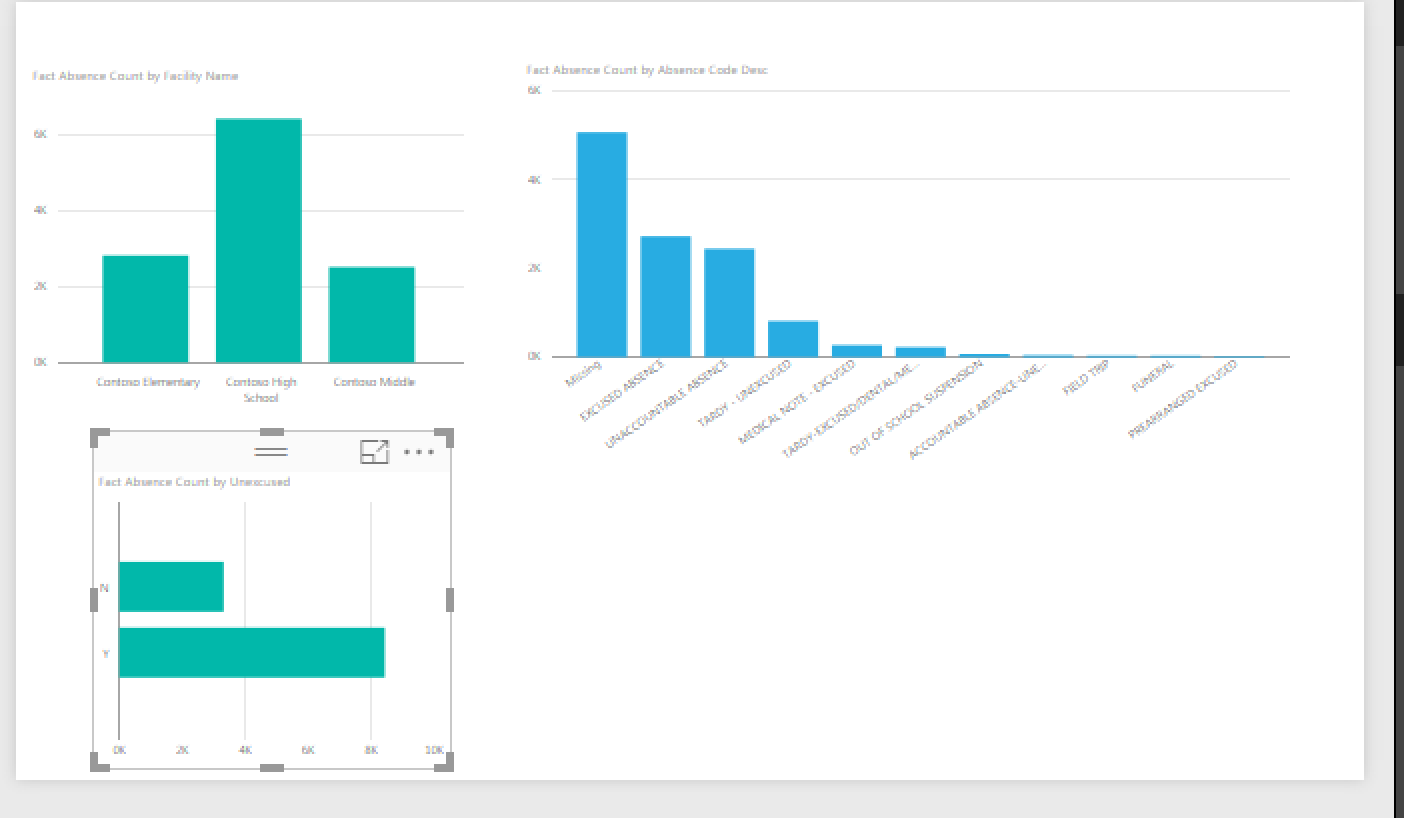 Fact Absence Count by Facility Name
6K
4K
2K
0K
Contoso Elementary
Contoso High
School
Contoso Middle
Fact Absence Count by Absence Code Desc
6K
4K
2K
0K
Missing
EXCUSED ABSENCE
UNACCOUNTABLE ABSENCE
TARDY - UNEXCUSED
MEDICAL NOTE - EXCUSED
TARDY-EXCUSED/DENTAL/ME...
OUT OF SCHOOL SUSPENSION
ACCOUNTABLE ABSENCE-UNE...
FIELD TRIP
FUNERAL
PREARRANGED-EXCUSED
Fact Absence Count by Unexcused
N
Y
0K 2K 4K 6K 8K 10K